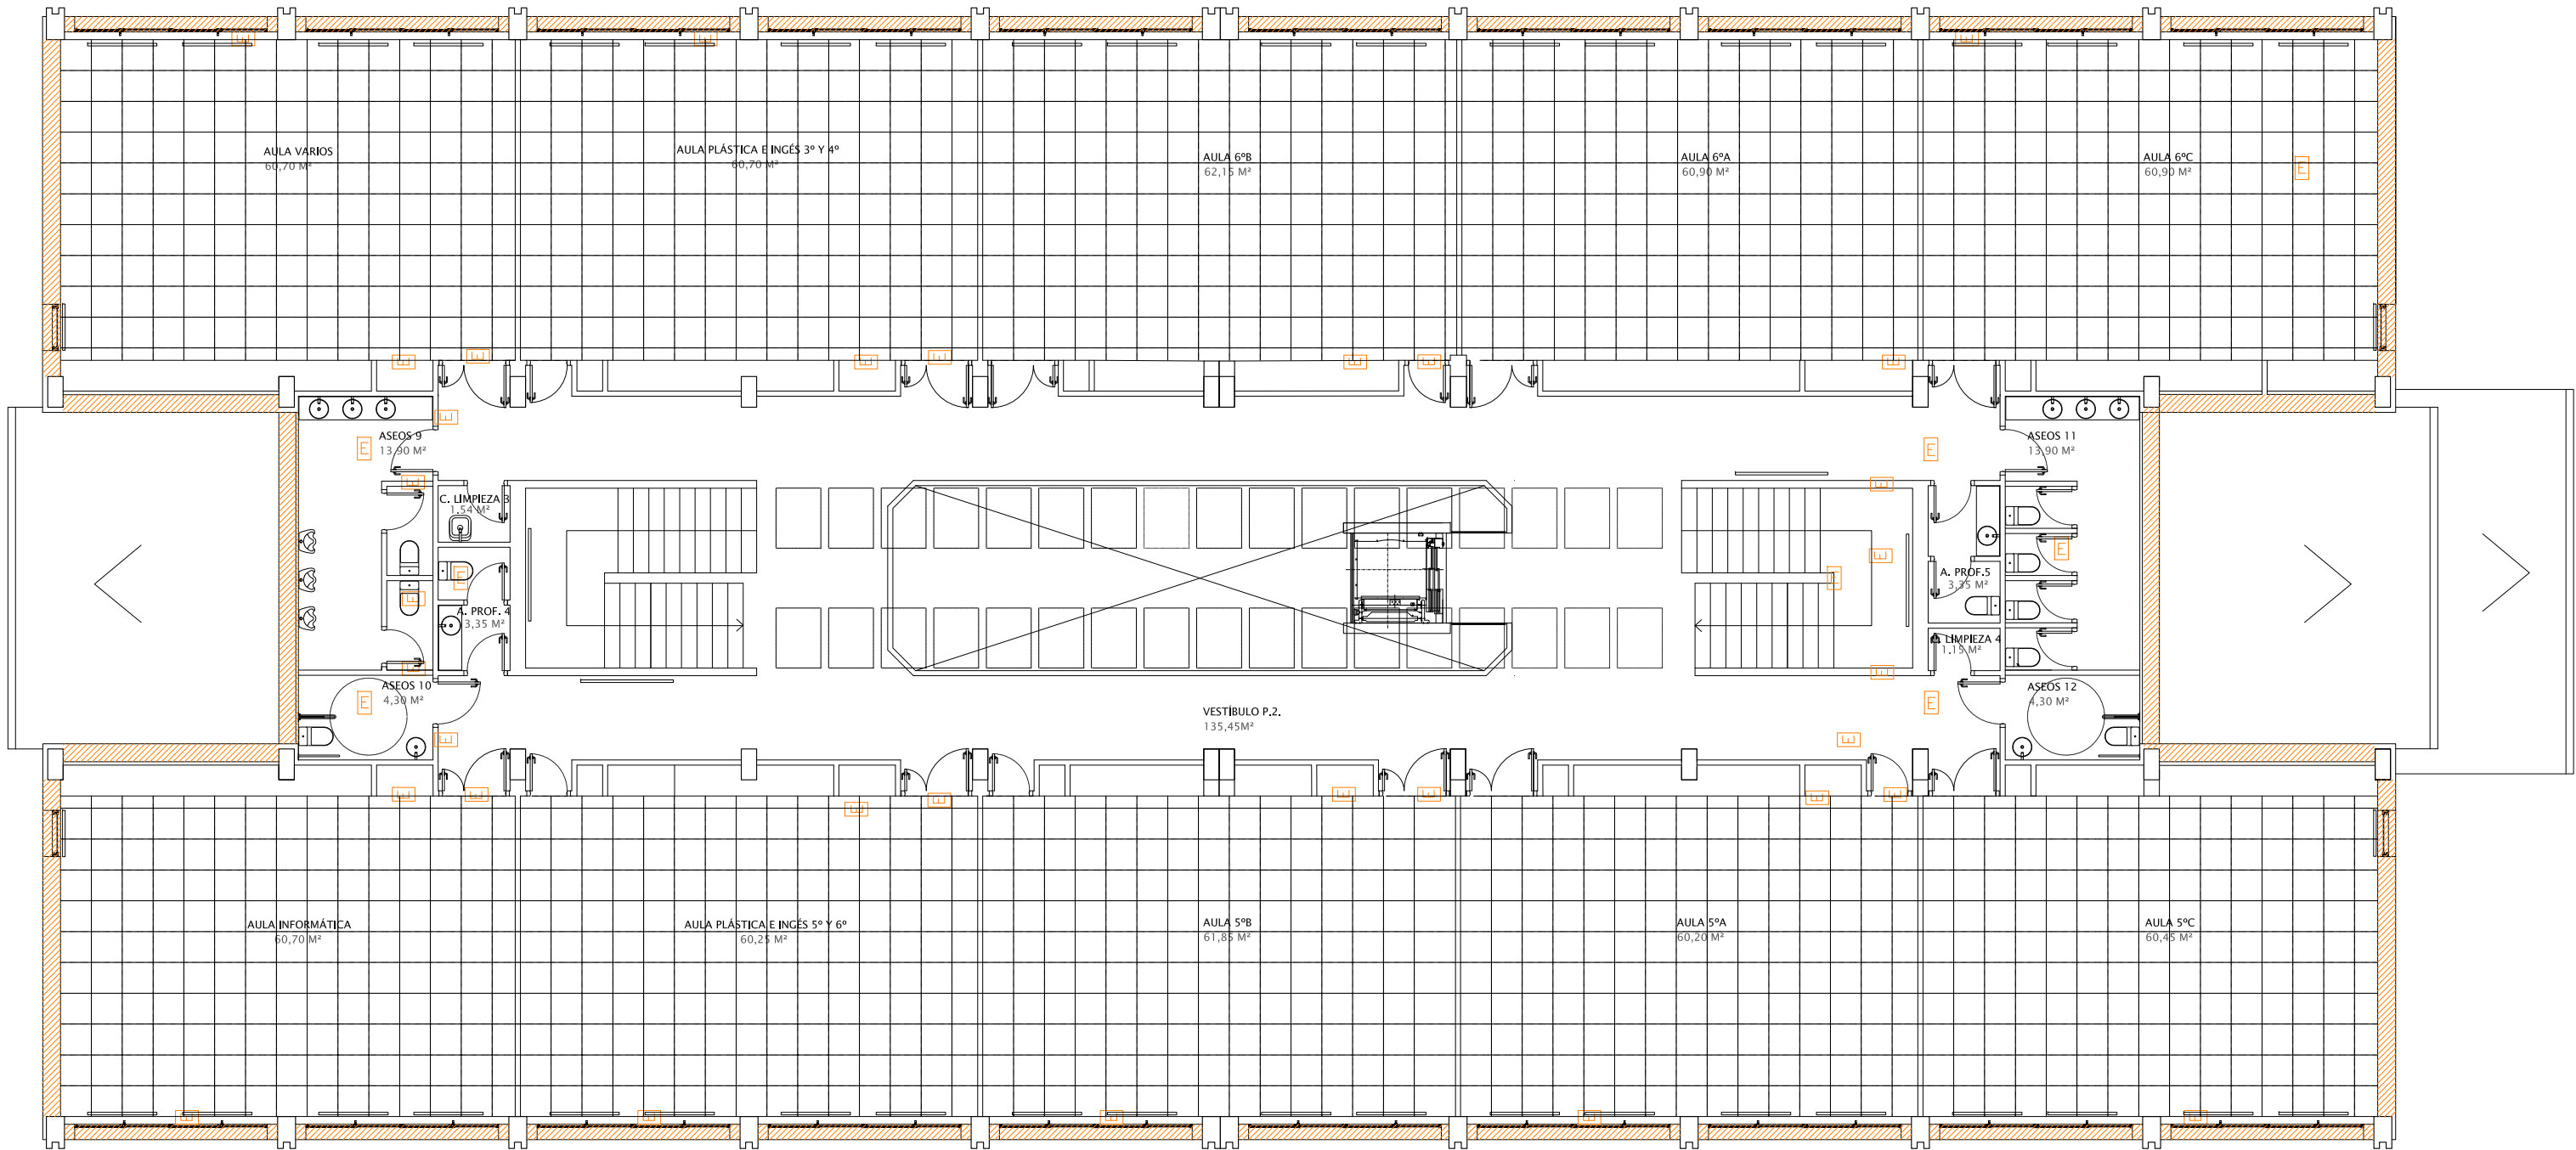 AULA VARIOS
60,70 M²
AULA PLÁSTICA E INGÉS 3º Y 4º
60,70 M²
AULA 6ºB
62,15 M²
AULA 6ºA
60,90 M²
AULA 6ºC
60,90 M²
E
E
E
E
E
E
E
E
E
E
E
ASEOS 9
13,90 M²
E
E
E
C. LIMPIEZA 3
1.54 M²
E
A. PROF. 4
3,35 M²
E
E
ASEOS 10
4,30 M²
E
E
ASEOS 11
13,90 M²
E
E
E
E
E
A. PROF.5
3,35 M²
LIMPIEZA 4
1.15 M²
E
E
ASEOS 12
4,30 M²
E
VESTÍBULO P.2.
135,45M²
E
E
E
E
E
E
E
E
AULA INFORMÁTICA
60,70 M²
AULA PLÁSTICA E INGÉS 5º Y 6º
60,25 M²
AULA 5ºB
61,85 M²
AULA 5ºA
60,20 M²
AULA 5ºC
60,45 M²
E
E
E
E
E